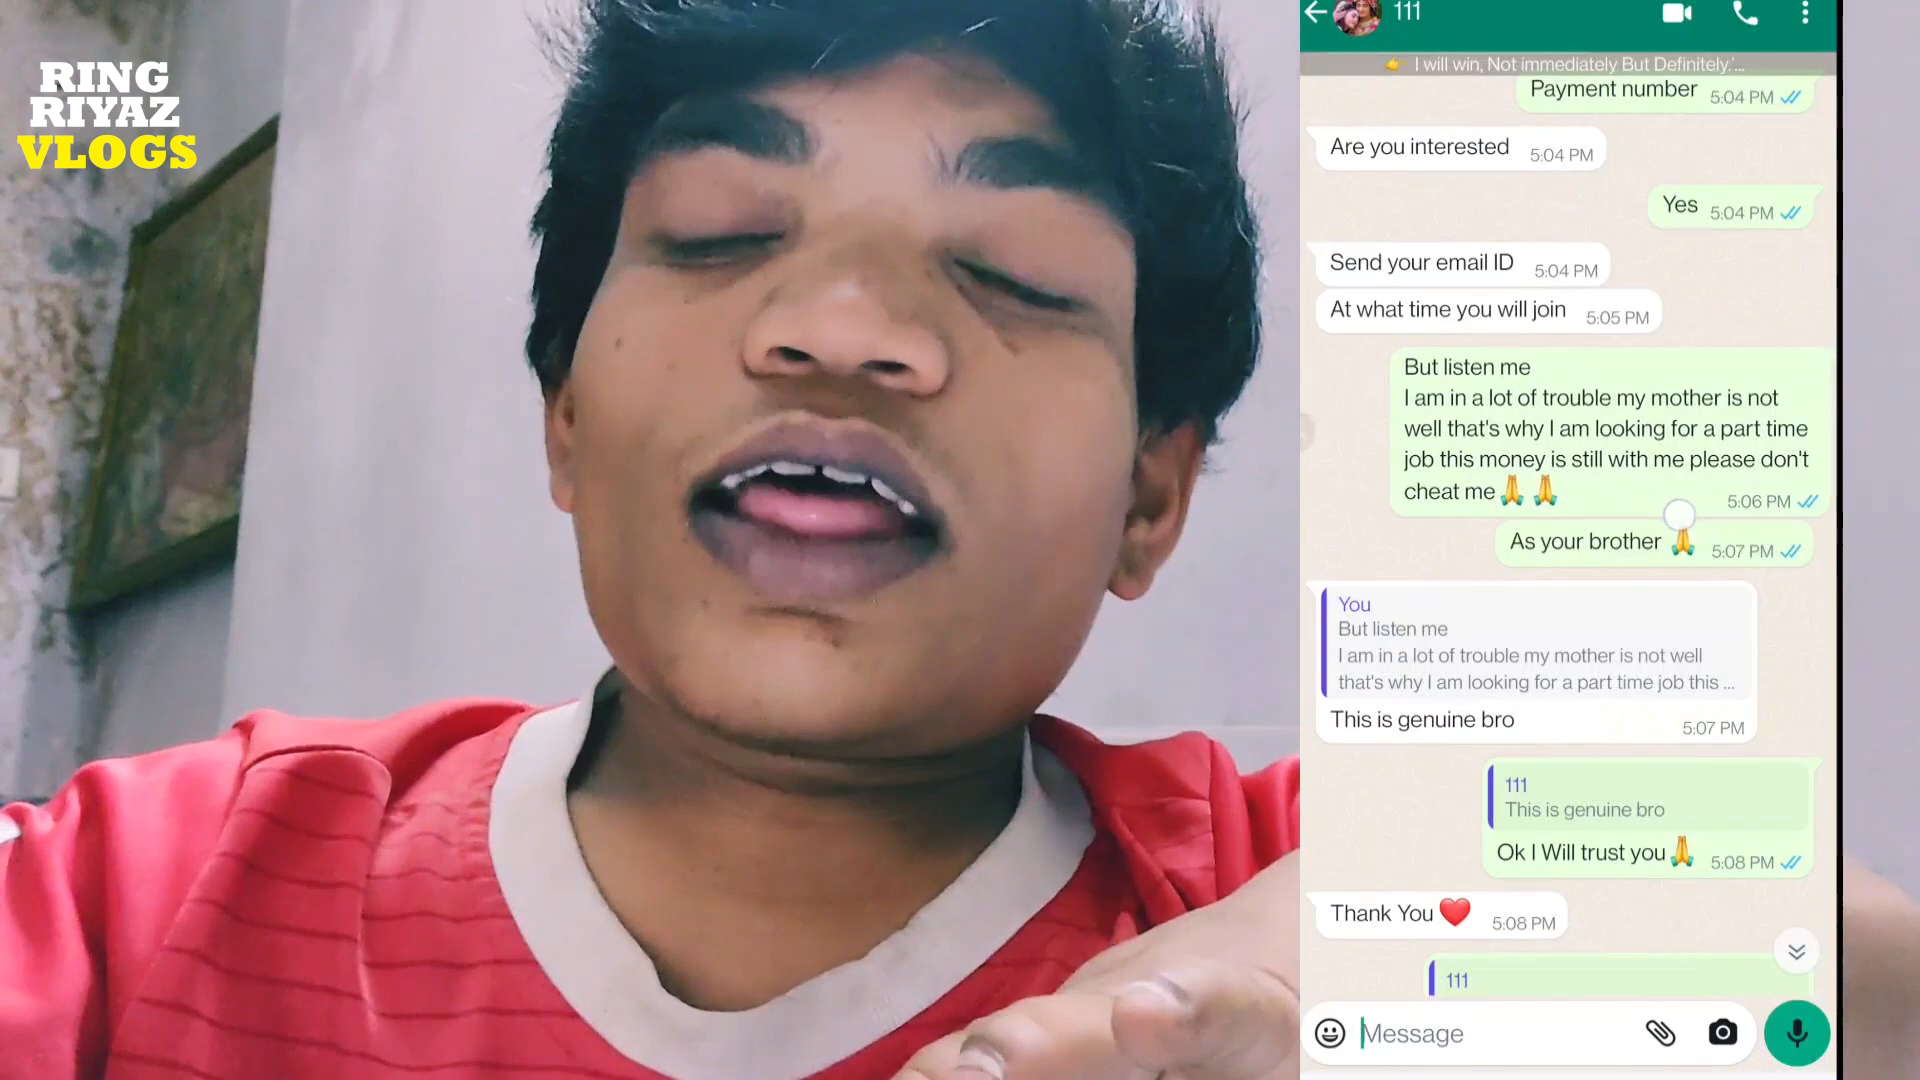 RING
RIYAZ
VLOGS
111
👉 I will win, Not immediately But Definitely.'...
Payment number 5:04 PM
Are you interested 5:04 PM
Yes 5:04 PM
Send your email ID 5:04 PM
At what time you will join 5:05 PM
But listen me
I am in a lot of trouble my mother is not
well that's why I am looking for a part time
job this money is still with me please don't
cheat me🙏🙏 5:06 PM
As your brother 🙏 5:07 PM
You
But listen me
I am in a lot of trouble my mother is not well
that's why I am looking for a part time job this ...
This is genuine bro 5:07 PM
111
This is genuine bro
Ok I Will trust you🙏 5:08 PM
Thank You❤️ 5:08 PM
111
Message